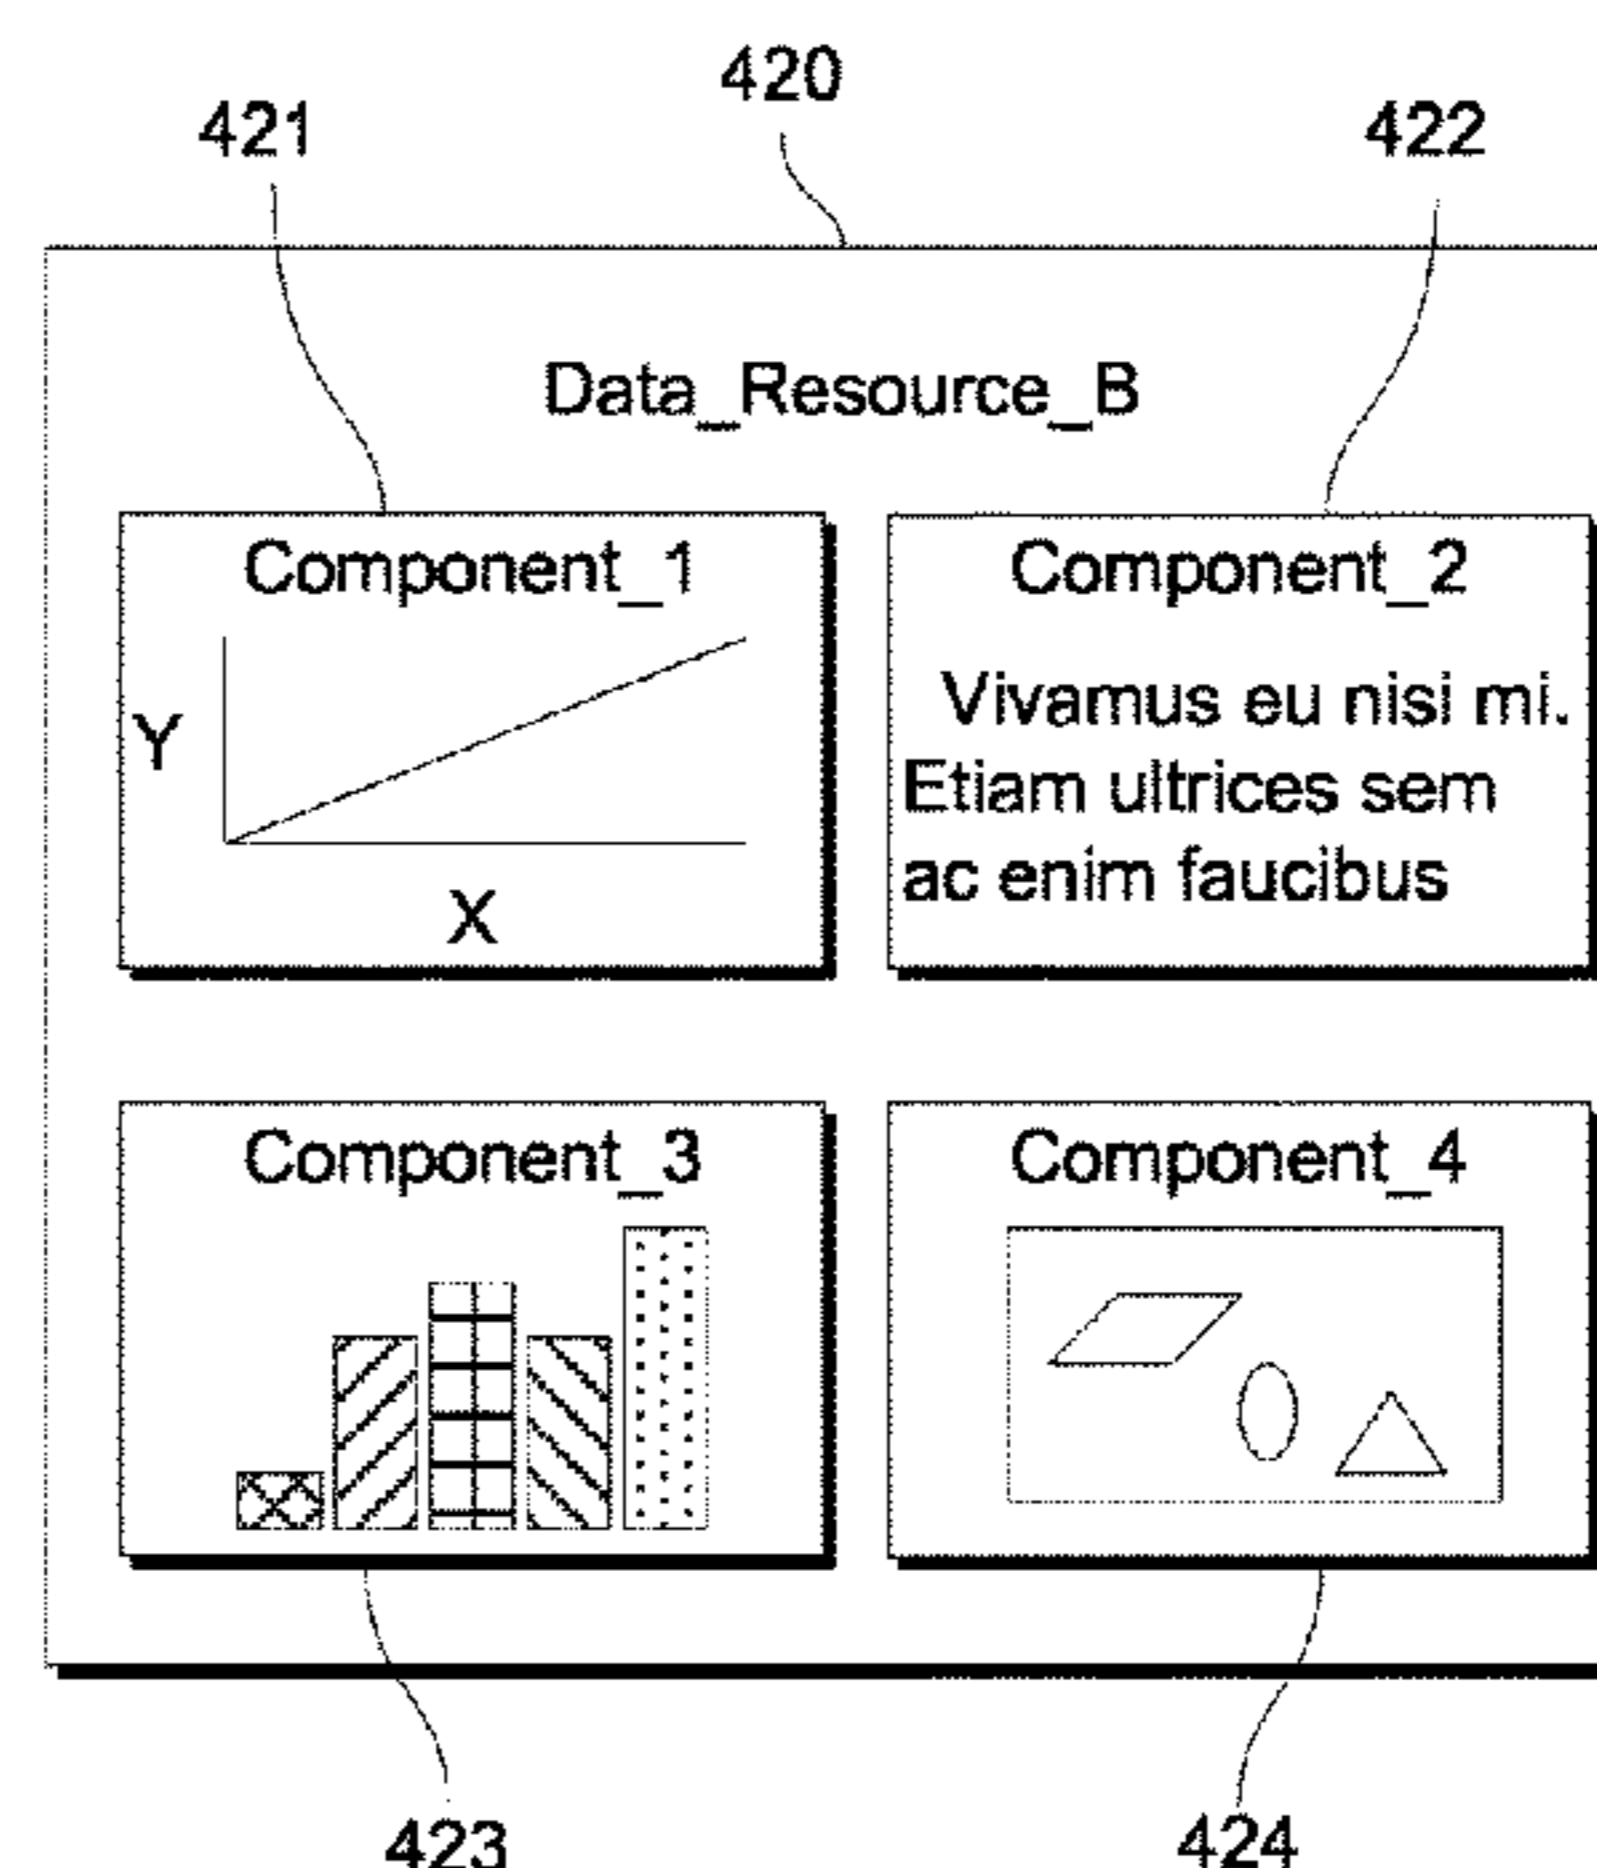 420
421
422
Data_Resource_B
Component_1
Y
X
Component_2
Vivamus eu nisi mi.
Etiam ultrices sem
ac enim faucibus
Component_3
Component_4
423
424